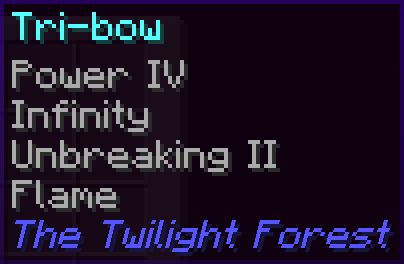 Tri-bow
Power IV
Infinity
Unbreaking II
Flame
The Twilight Forest